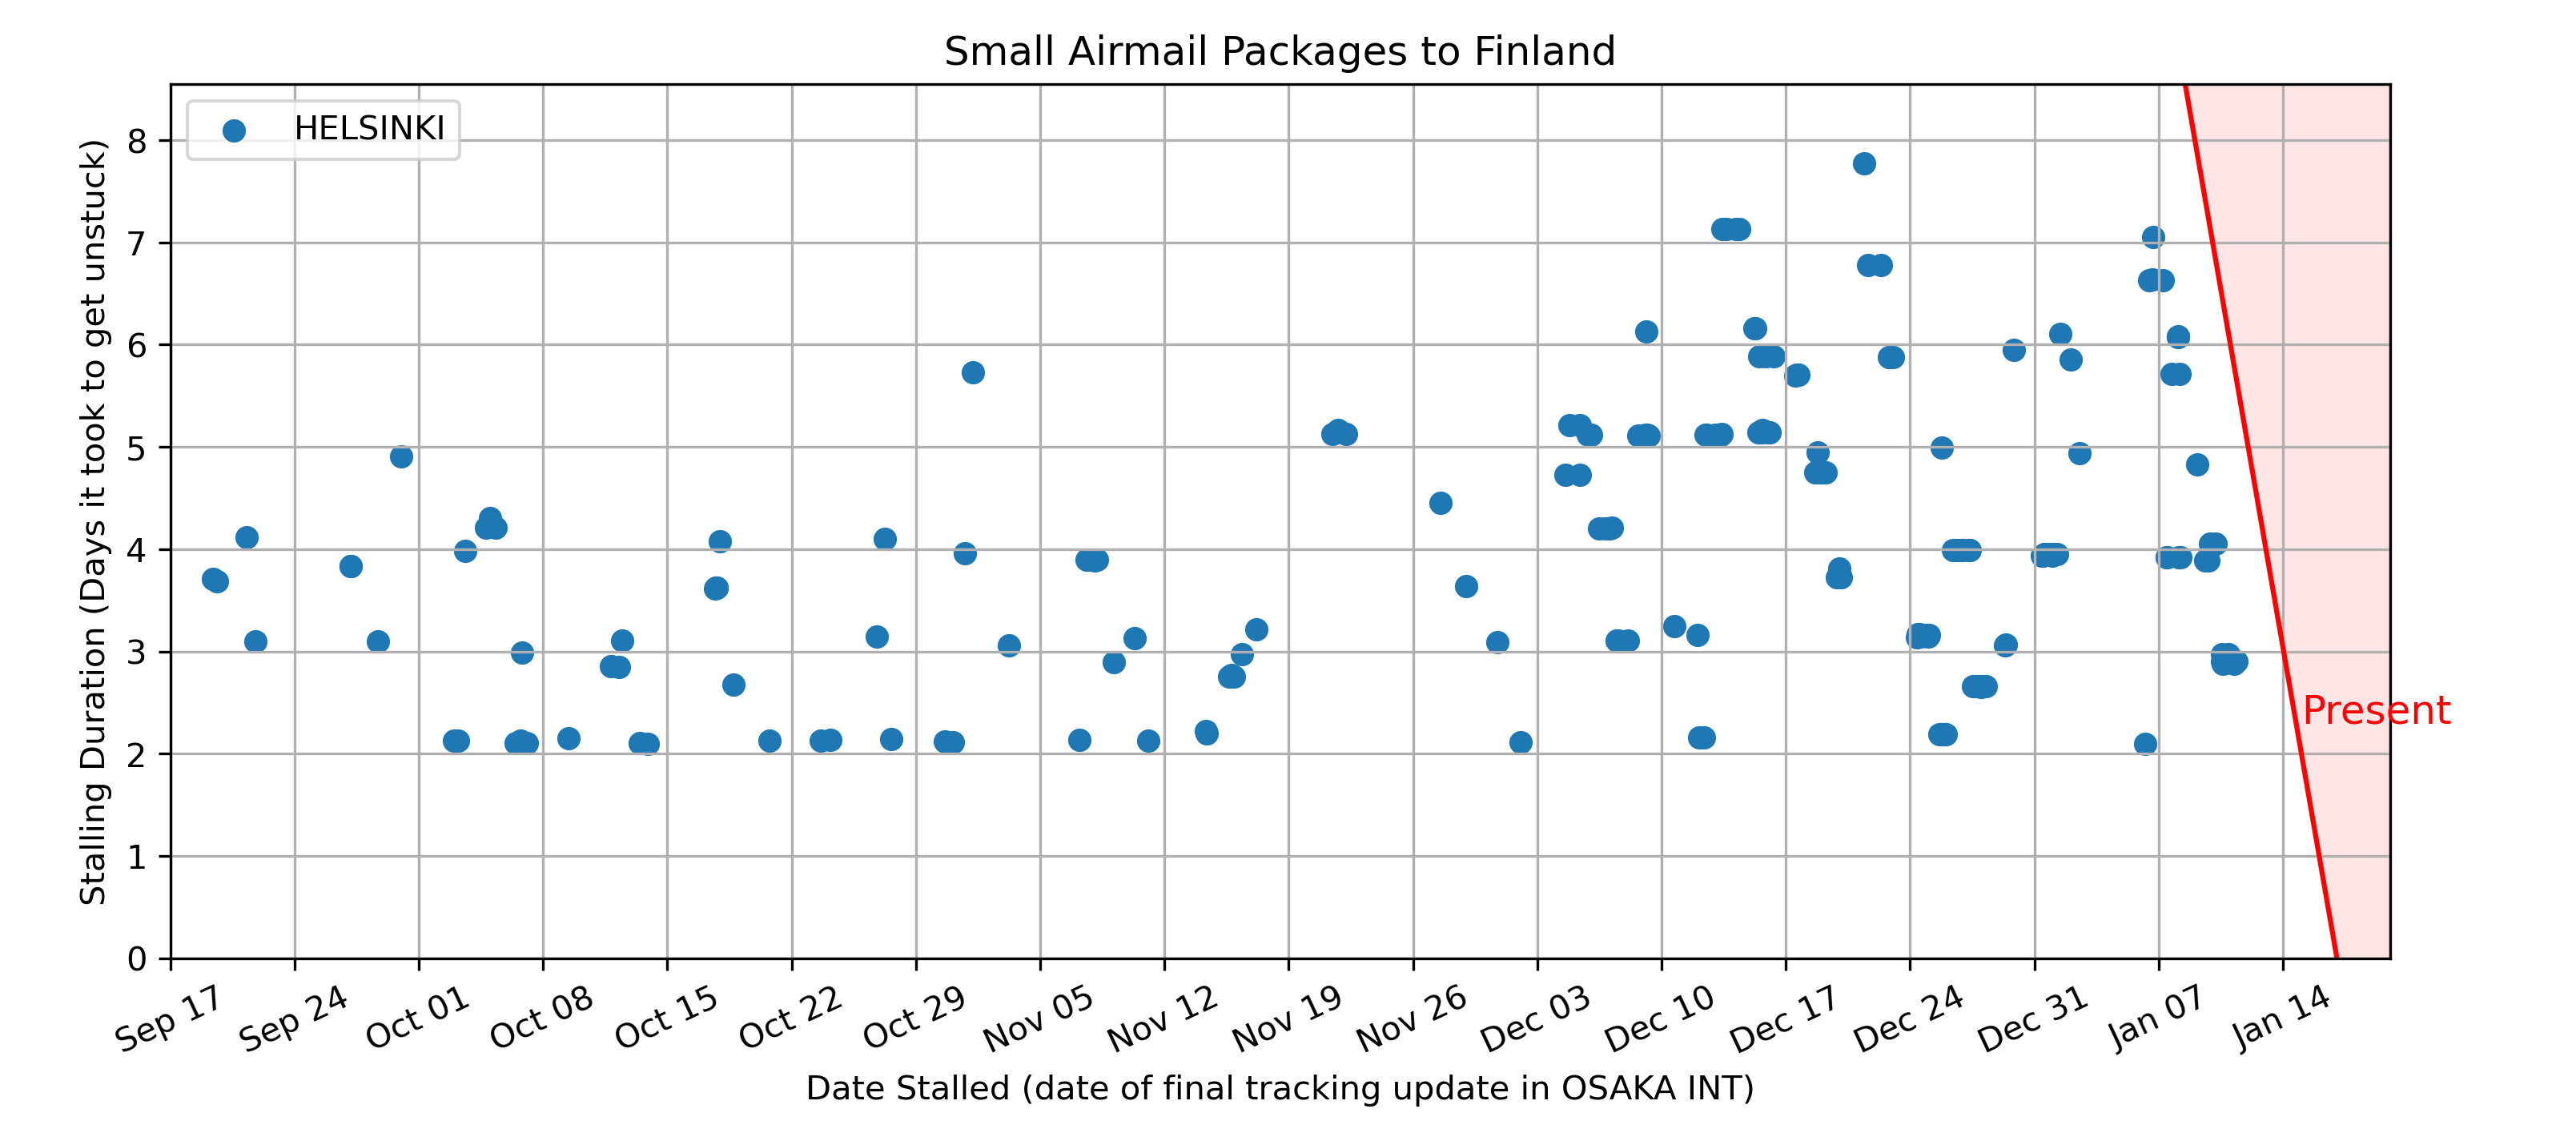 Small Airmail Packages to Finland
HELSINKI
Stalling Duration (Days it took to get unstuck)
8
7
6
5
4
3
2
1
0
Present
Sep 17
Sep 24
Oct 01
Oct 08
Oct 15
Oct 22
Oct 29
Nov 05
Nov 12
Nov 19
Nov 26
Dec 03
Dec 10
Dec 17
Dec 24
Dec 31
Jan 07
Jan 14
Date Stalled (date of final tracking update in OSAKA INT)